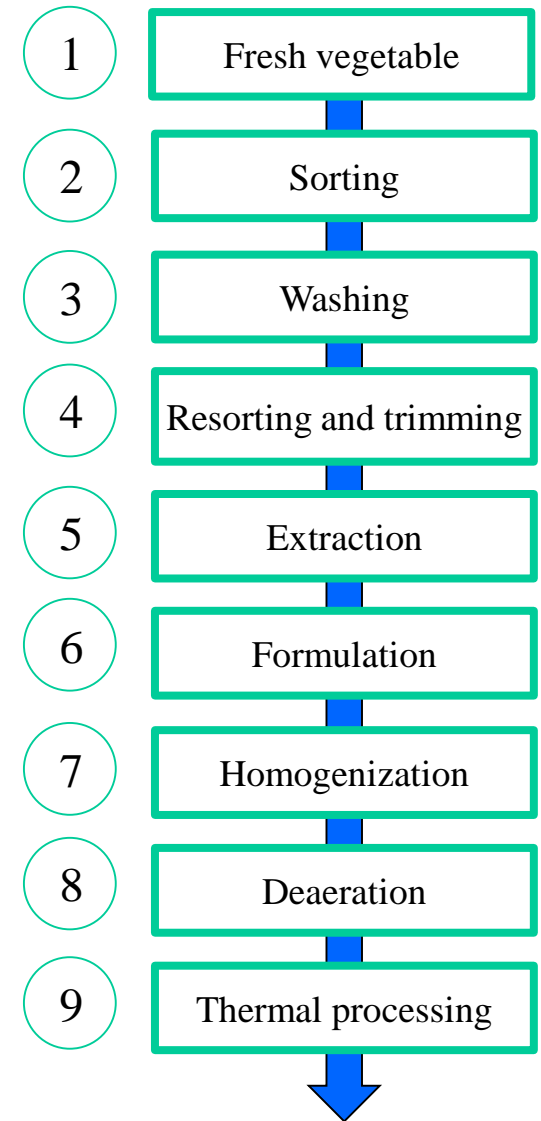 1 Fresh vegetable
2 Sorting
3 Washing
4 Resorting and trimming
5 Extraction
6 Formulation
7 Homogenization
8 Deaeration
9 Thermal processing